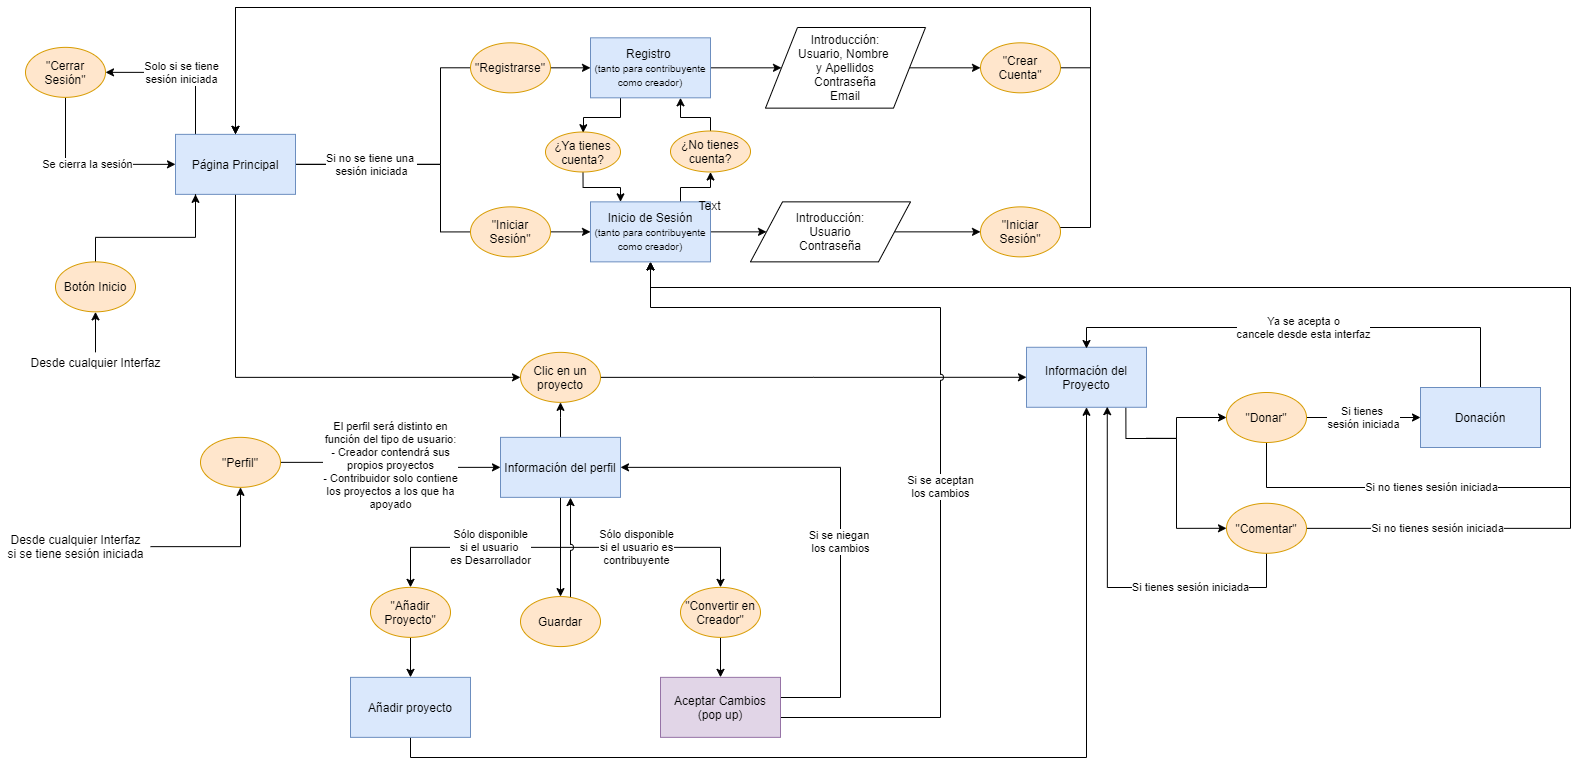 "Cerrar
Sesión"
Solo si se tiene
sesión iniciada
Se cierra la sesión
Página Principal
Si no se tiene una
sesión iniciada
"Registrarse"
Registro
(tanto para contribuyente
como creador)
Introducción:
Usuario, Nombre
y Apellidos
Contraseña
Email
"Crear
Cuenta"
¿Ya tienes
cuenta?
¿No tienes
cuenta?
Text
"Iniciar
Sesión"
Inicio de Sesión
(tanto para contribuyente
como creador)
Introducción:
Usuario
Contraseña
"Iniciar
Sesión"
Botón Inicio
Desde cualquier Interfaz
Clic en un
proyecto
Información del
Proyecto
Ya se acepta o
cancele desde esta interfaz
"Donar"
Si tienes
sesión iniciada
Donación
Si no tienes sesión iniciada
"Comentar"
Si no tienes sesión iniciada
Si tienes sesión iniciada
"Perfil"
El perfil será distinto en
función del tipo de usuario:
- Creador contendrá sus
propios proyectos
- Contribuidor solo contiene
los proyectos a los que ha
apoyado
Información del perfil
Desde cualquier Interfaz
si se tiene sesión iniciada
Sólo disponible
si el usuario
es Desarrollador
Sólo disponible
si el usuario es
contribuyente
Si se niegan
los cambios
Si se aceptan
los cambios
"Añadir
Proyecto"
Guardar
"Convertir en
Creador"
Añadir proyecto
Aceptar Cambios
(pop up)